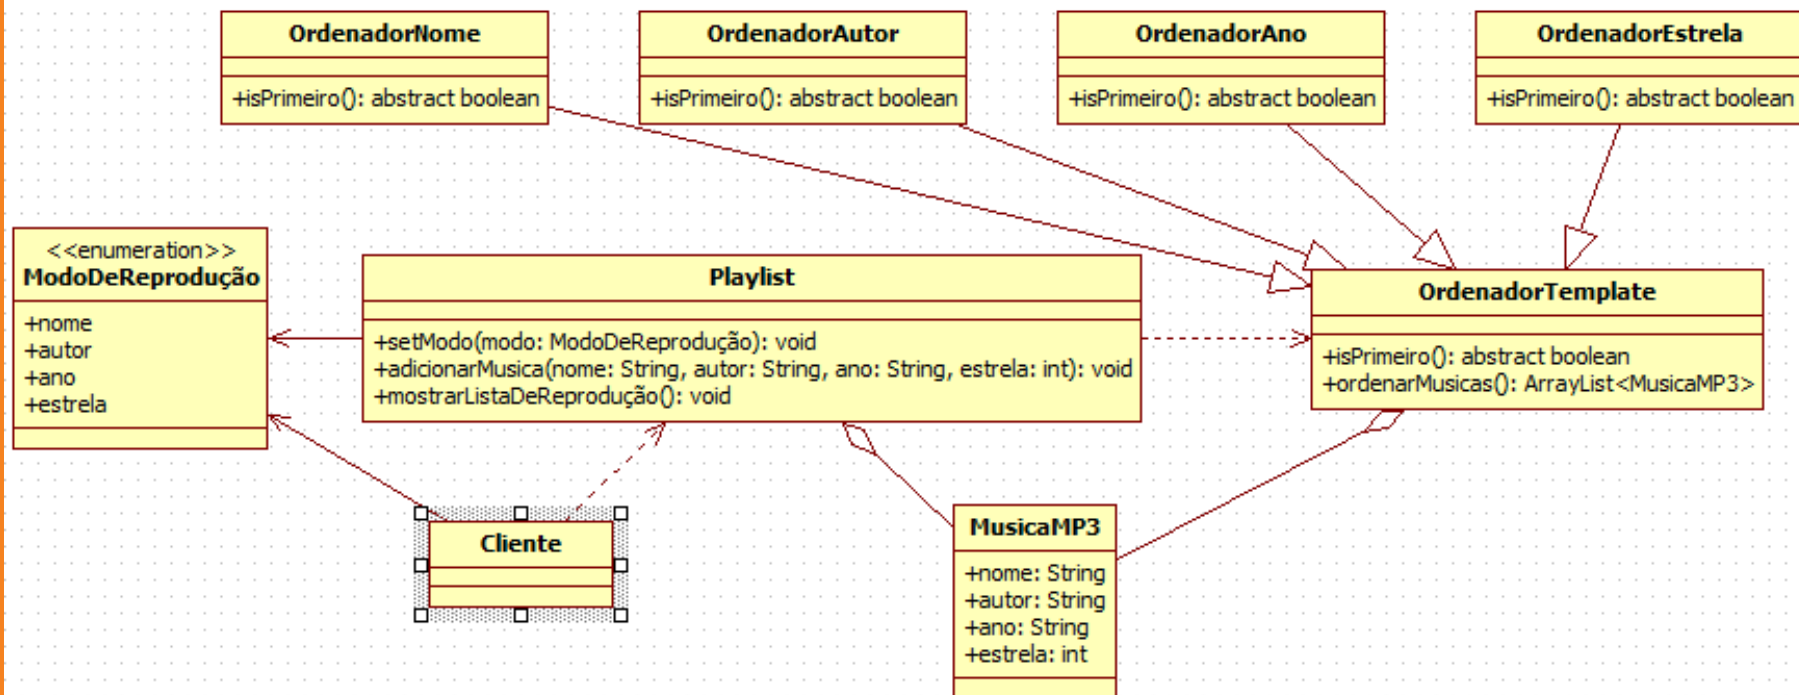 OrdenadorNome
+isPrimeiro(): abstract boolean
OrdenadorAutor
+isPrimeiro(): abstract boolean
OrdenadorAno
+isPrimeiro(): abstract boolean
OrdenadorEstrela
+isPrimeiro(): abstract boolean
<<enumeration>>
ModoDeReprodução
+nome
+autor
+ano
+estrela
Playlist
+setModo(modo: ModoDeReprodução): void
+adicionarMusica(nome: String, autor: String, ano: String, estrela: int): void
+mostrarListaDeReprodução(): void
OrdenadorTemplate
+isPrimeiro(): abstract boolean
+ordenarMusicas(): ArrayList<MusicaMP3>
Cliente
MusicaMP3
+nome: String
+autor: String
+ano: String
+estrela: int